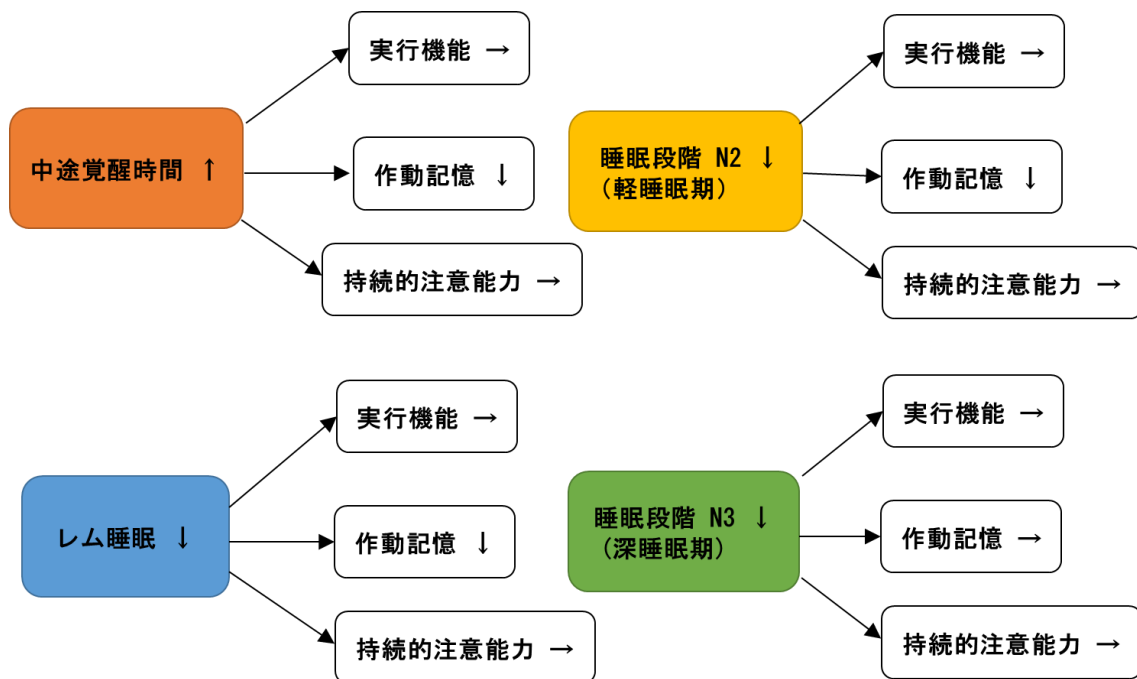 中途覚醒時間 ↑
実行機能 →
作動記憶 ↓
持続的注意能力 →
睡眠段階 N2 ↓
（軽睡眠期）
実行機能 →
作動記憶 ↓
持続的注意能力 →
レム睡眠 ↓
実行機能 →
作動記憶 ↓
持続的注意能力 →
睡眠段階 N3 ↓
（深睡眠期）
実行機能 →
作動記憶 →
持続的注意能力 →